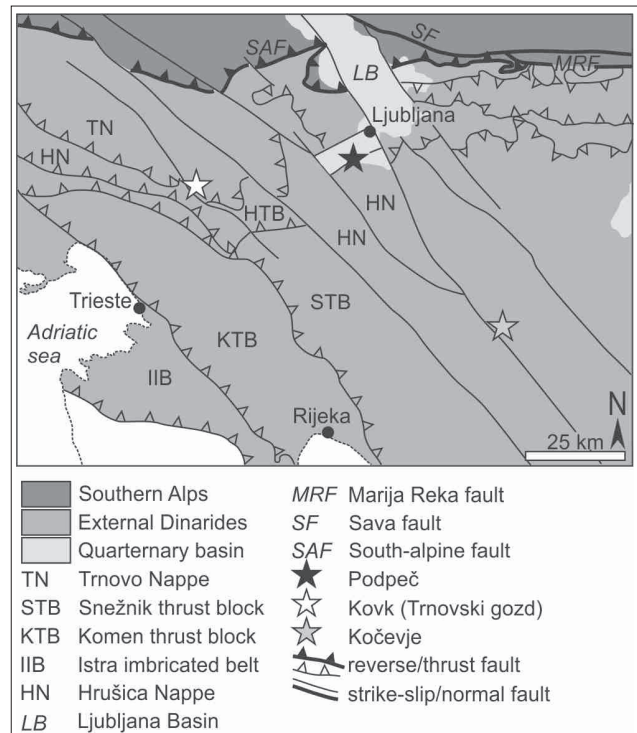 SAF
SF
LB
MRF
Ljubljana
TN
HN
HTB
HN
HN
STB
Trieste
Adriatic
sea
KTB
IIB
Rijeka
N
25 km
Southern Alps
External Dinarides
Quarternary basin
TN Trnovo Nappe
STB Snežnik thrust block
KTB Komen thrust block
IIB Istra imbricated belt
HN Hrušica Nappe
LB Ljubljana Basin
MRF Marija Reka fault
SF Sava fault
SAF South-alpine fault
Podpeč
Kovk (Trnovski gozd)
Kočevje
reverse/thrust fault
strike-slip/normal fault